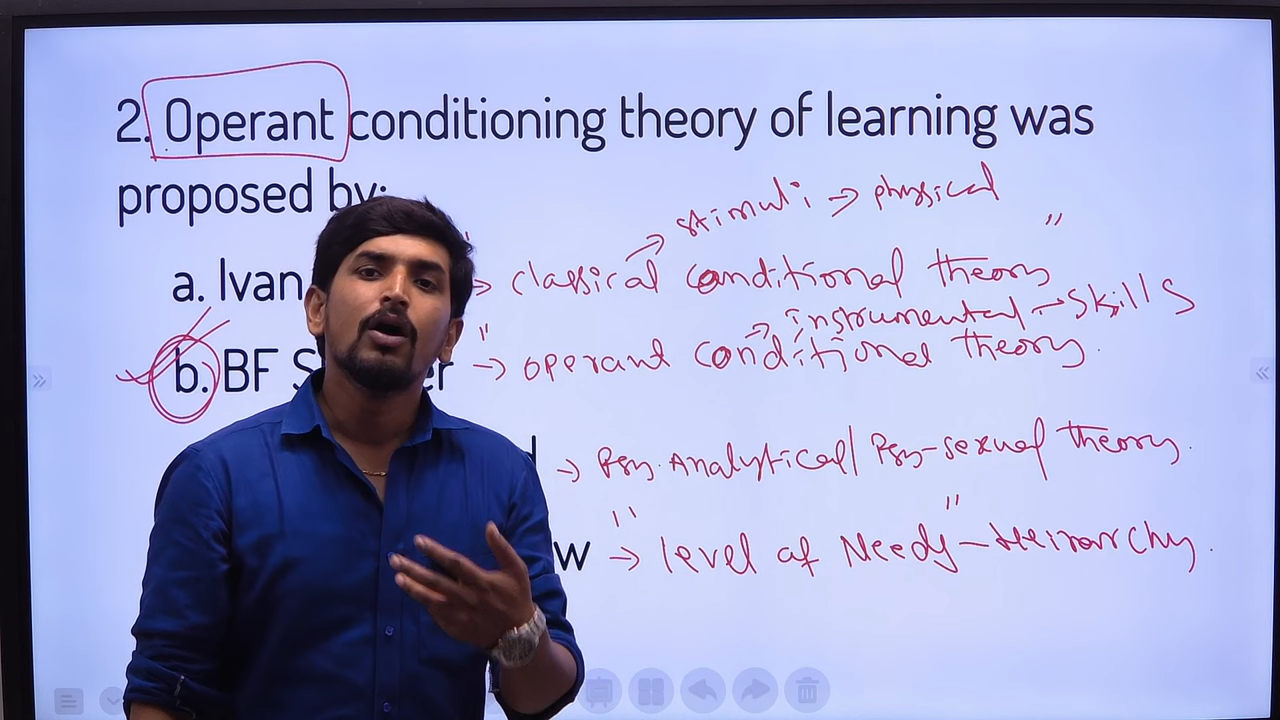 2. Operant conditioning theory of learning was
proposed by:
stimuli → physical
a. Ivan
→ classical conditional theory "
→ instrumental → skills
b. BF S er
" → operant conditional theory.
d
→ Psy. Analytical/ Psy-sexual theory.
w
" → level of Needs" - Heirarchy.